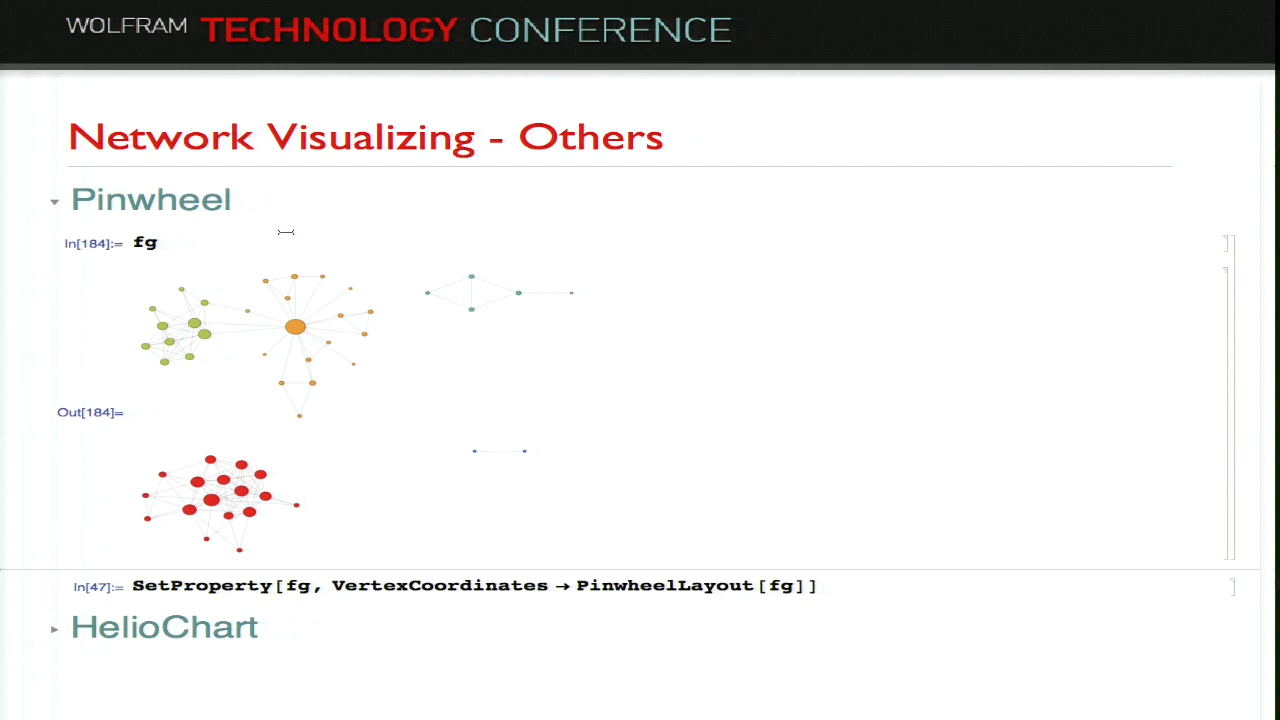 WOLFRAM TECHNOLOGY CONFERENCE
Network Visualizing - Others
Pinwheel
In[184]:= fg
Out[184]=
In[47]:= SetProperty[fg, VertexCoordinates → PinwheelLayout[fg]]
HelioChart